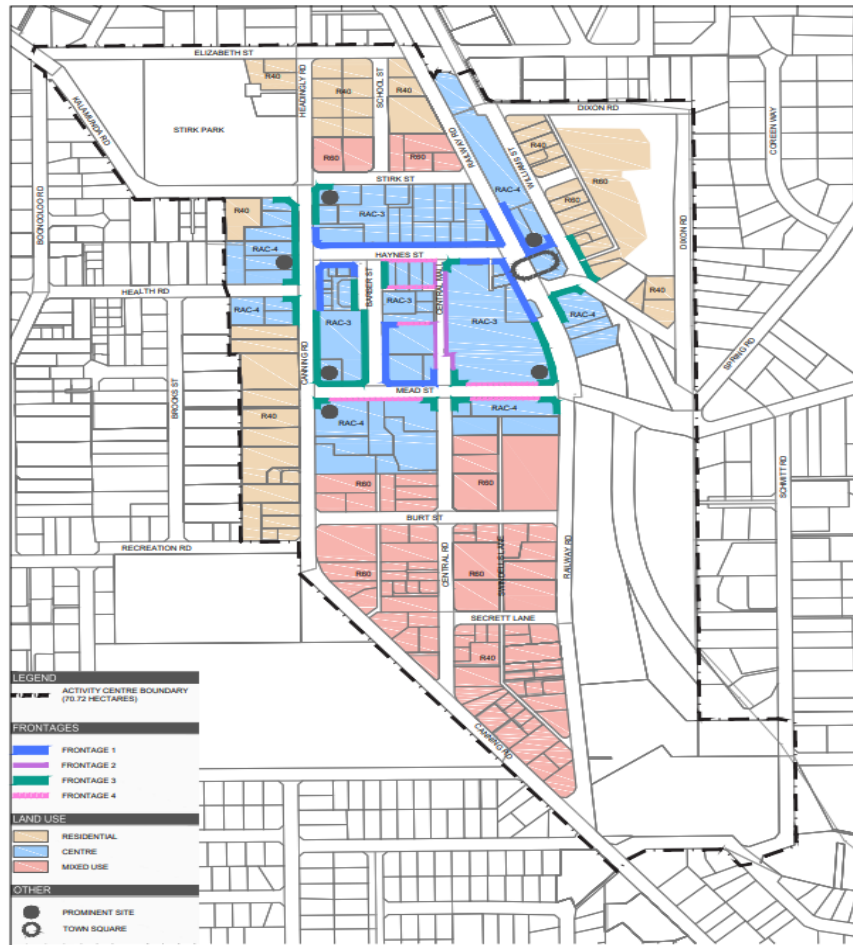 ELIZABETH ST
KALAMUNDA RD
STIRK PARK
R40
HEADINGLY RD
R40
SCHOOL ST
R40
R60
R60
RAILWAY RD
WILLIAMS ST
DIXON RD
R40
R60
R60
COREEN WAY
DIXON RD
STIRK ST
RAC-4
RAC-3
R40
RAC-4
BOONOOLOO RD
HAYNES ST
HEALTH RD
RAC-4
BARBER ST
RAC-3
CENTRAL MALL
RAC-3
RAC-3
RAC-4
R40
SPRING RD
CANNING RD
BROOKS ST
R40
MEAD ST
RAC-4
RAC-4
SCHMITT RD
R60
R60
BURT ST
RECREATION RD
R60
CENTRAL RD
R60
SWINDELLS LANE
RAILWAY RD
SECRETT LANE
R40
CANNING RD
LEGEND
ACTIVITY CENTRE BOUNDARY
(70.72 HECTARES)
FRONTAGES
FRONTAGE 1
FRONTAGE 2
FRONTAGE 3
FRONTAGE 4
LAND USE
RESIDENTIAL
CENTRE
MIXED USE
OTHER
PROMINENT SITE
TOWN SQUARE